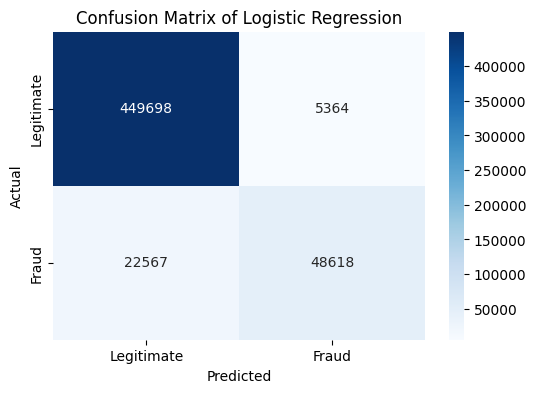 Confusion Matrix of Logistic Regression
Actual
Legitimate
Fraud
449698 5364
22567 48618
Legitimate Fraud
Predicted
400000
350000
300000
250000
200000
150000
100000
50000